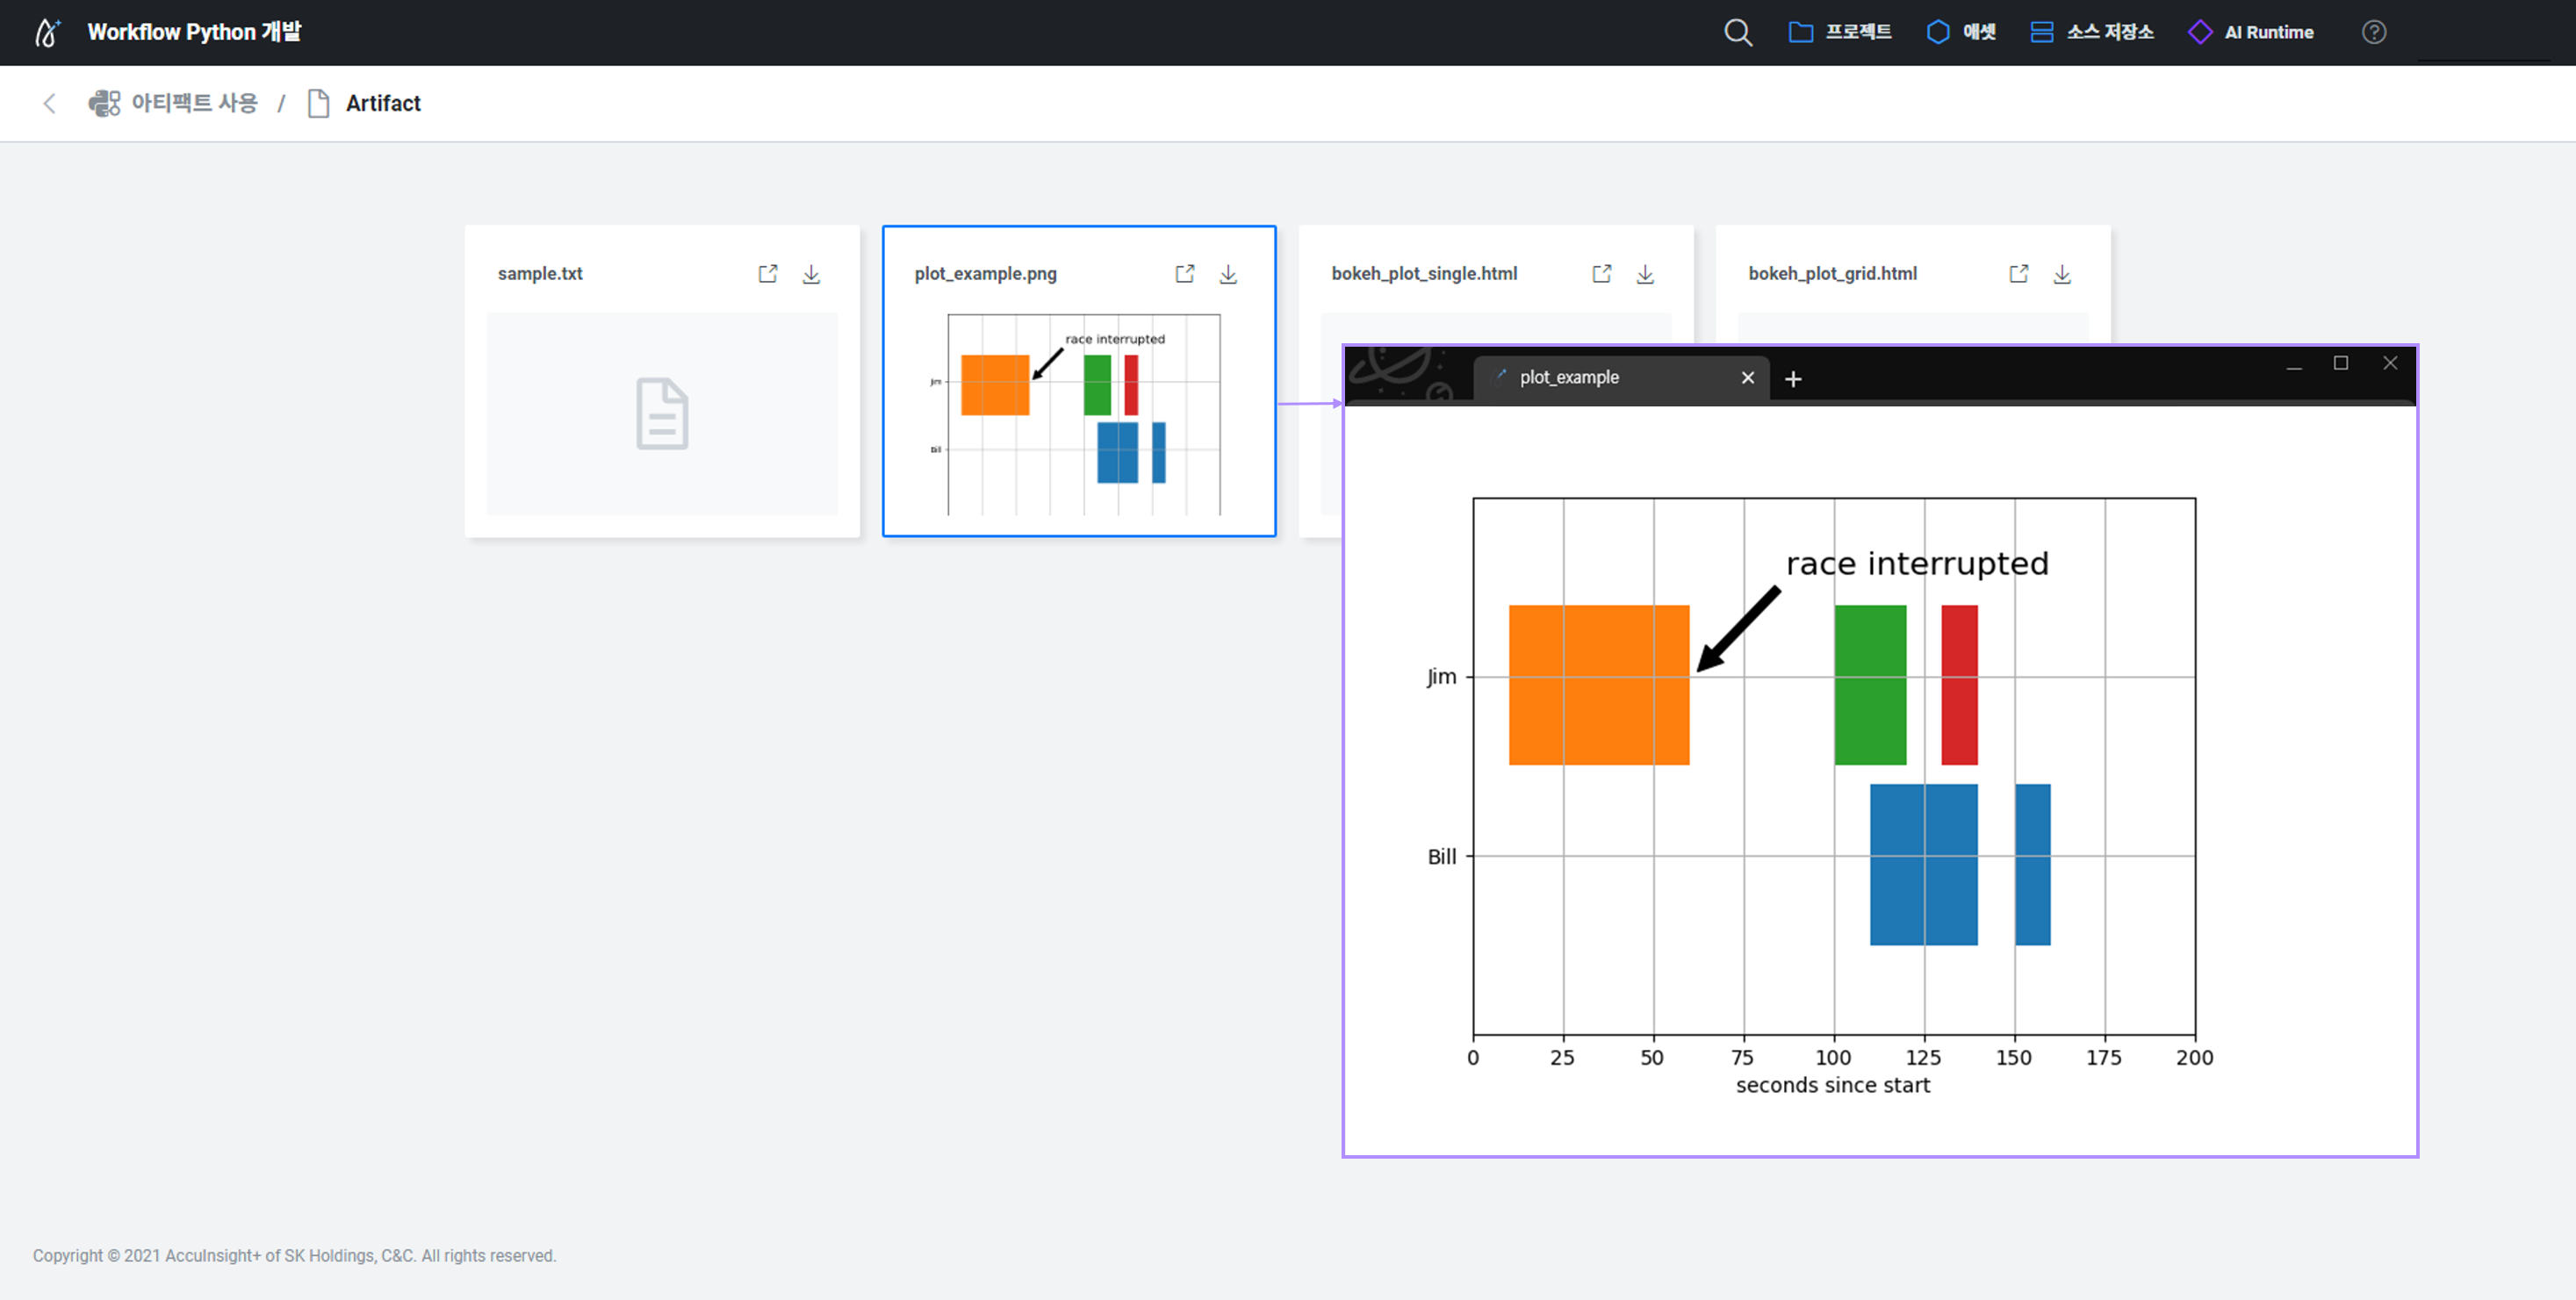 Workflow Python 개발
프로젝트
애셋
소스 저장소
AI Runtime
아티팩트 사용 / Artifact
sample.txt
plot_example.png
bokeh_plot_single.html
bokeh_plot_grid.html
race interrupted
Jim
Bill
plot_example
race interrupted
Jim
Bill
0 25 50 75 100 125 150 175 200
seconds since start
Copyright © 2021 AccuInsight+ of SK Holdings, C&C. All rights reserved.